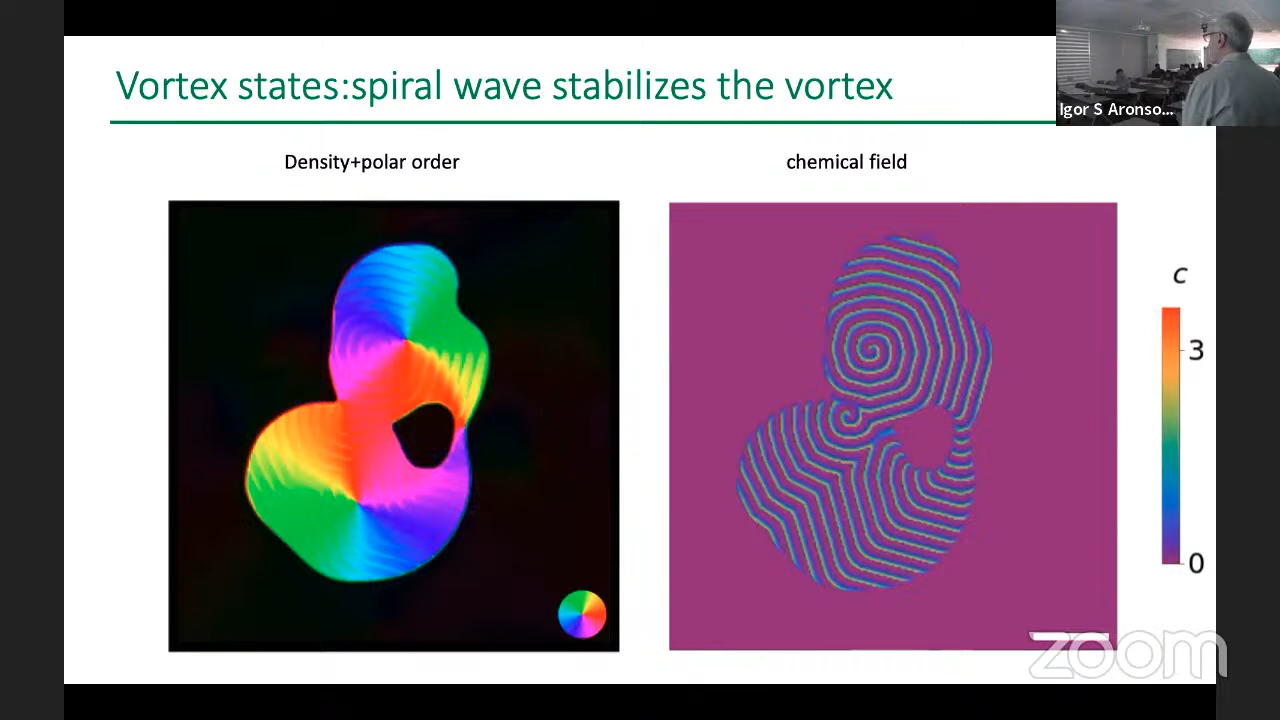 Vortex states:spiral wave stabilizes the vortex
Igor S Aronso...
Density+polar order
chemical field
c
3
0
zoom